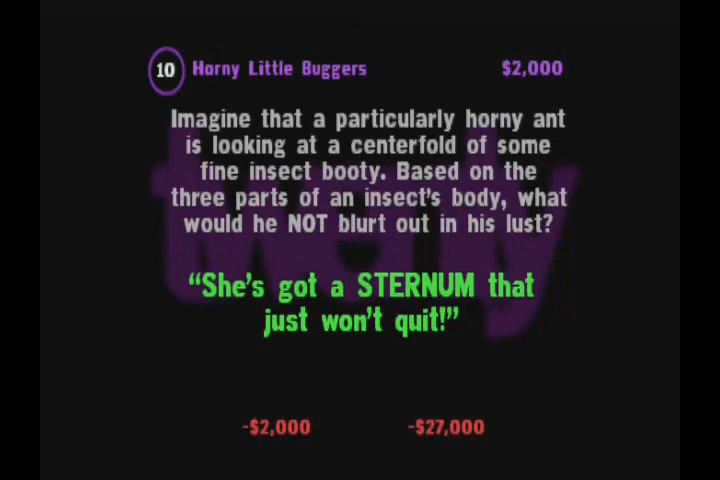 10 Horny Little Buggers $2,000
Imagine that a particularly horny ant
is looking at a centerfold of some
fine insect booty. Based on the
three parts of an insect's body, what
would he NOT blurt out in his lust?
“She's got a STERNUM that
just won't quit!”
-$2,000 -$27,000